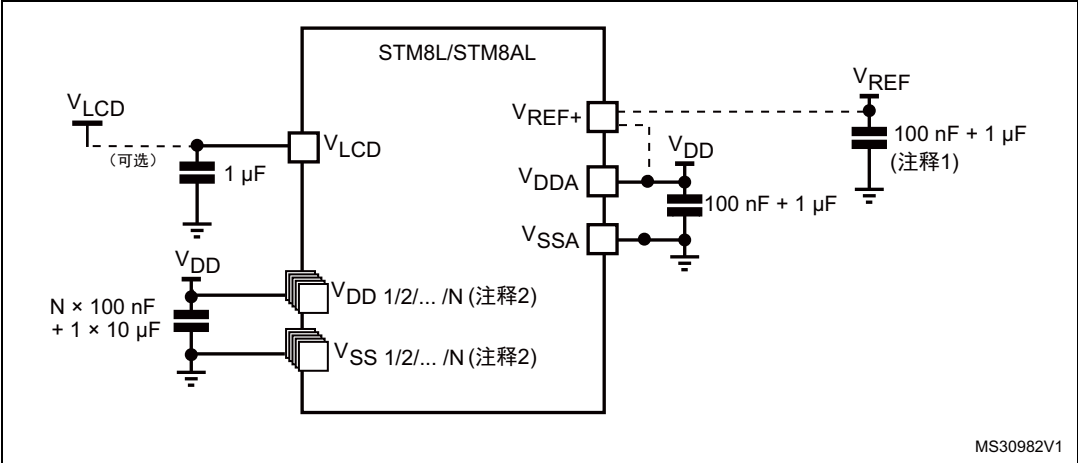 STM8L/STM8AL
VLCD
(可选)
1 µF
VLCD
VDD
N × 100 nF
+ 1 × 10 µF
VDD 1/2/... /N (注释2)
VSS 1/2/... /N (注释2)
VREF+
VDDA
VSSA
VDD
100 nF + 1 µF
VREF
100 nF + 1 µF
(注释1)
MS30982V1